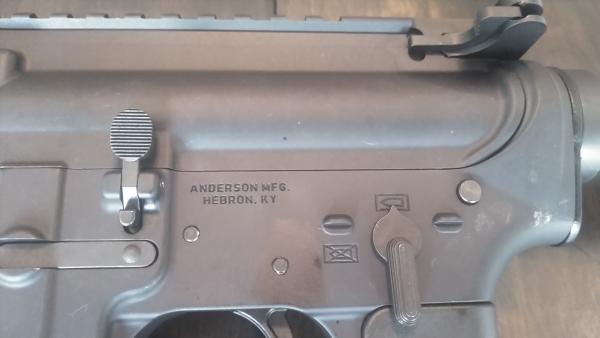 ANDERSON MFG.
HEBRON, KY